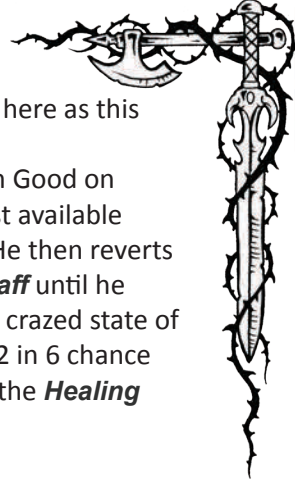 here as this
Good on
st available
He then reverts
aff until he
crazed state of
2 in 6 chance
the Healing